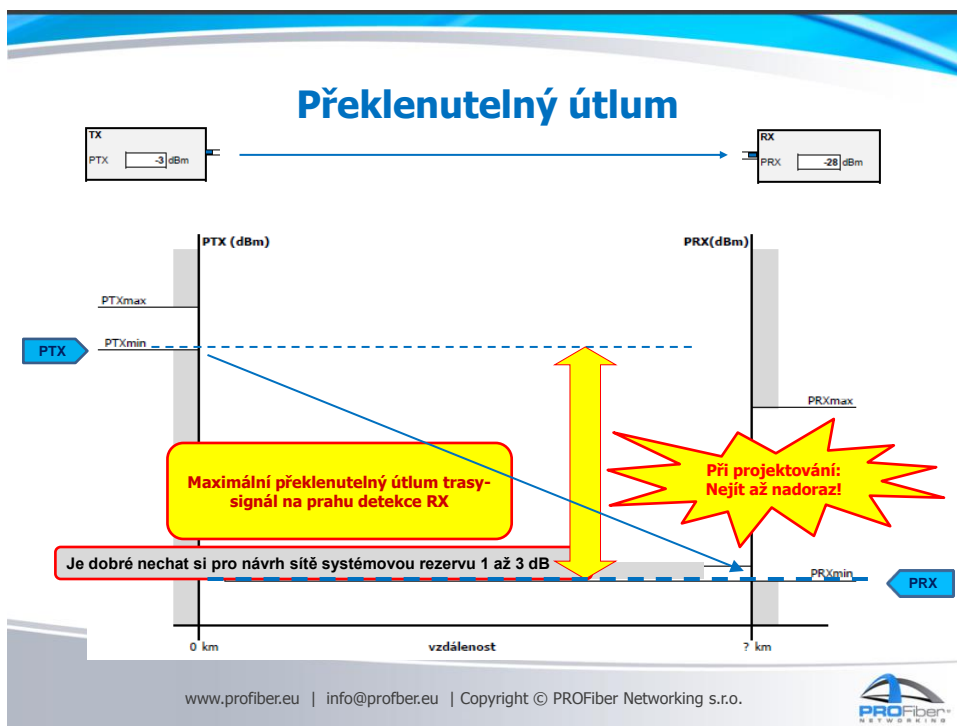 Překlenutelný útlum
TX
PTX -3 dBm
RX
PRX -28 dBm
PTX (dBm)
PRX(dBm)
PTXmax
PTX
PTXmin
PRXmax
Maximální překlenutelný útlum trasy-
signál na prahu detekce RX
Při projektování:
Nejít až nadoraz!
Je dobré nechat si pro návrh sítě systémovou rezervu 1 až 3 dB
PRXmin
PRX
0 km
vzdálenost
? km
www.profiber.eu | info@profber.eu | Copyright © PROFiber Networking s.r.o.
PROFiber®
NETWORKING